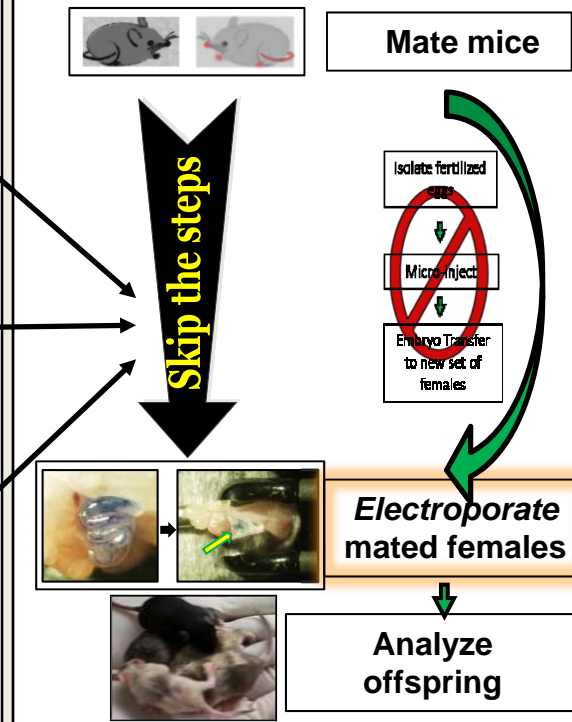 Mate mice
Skip the steps
Isolate fertilized
eggs
Micro-Inject
Embryo Transfer
to new set of
females
Electroporate
mated females
Analyze
offspring